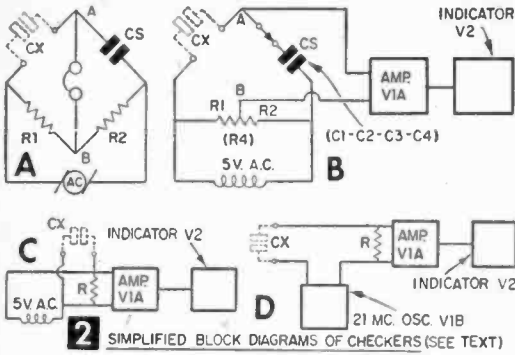 CX
A
CS
R1
R2
B
AC
A
CX
A
CS
B
R1
R2
(R4)
5V. A.C.
B
(C1-C2-C3-C4)
AMP.
V1A
INDICATOR
V2
C
CX
5V A.C.
R
AMP.
V1A
INDICATOR V2
D
CX
R
AMP.
V1A
INDICATOR V2
21 MC. OSC. V1B
2 SIMPLIFIED BLOCK DIAGRAMS OF CHECKERS (SEE TEXT)